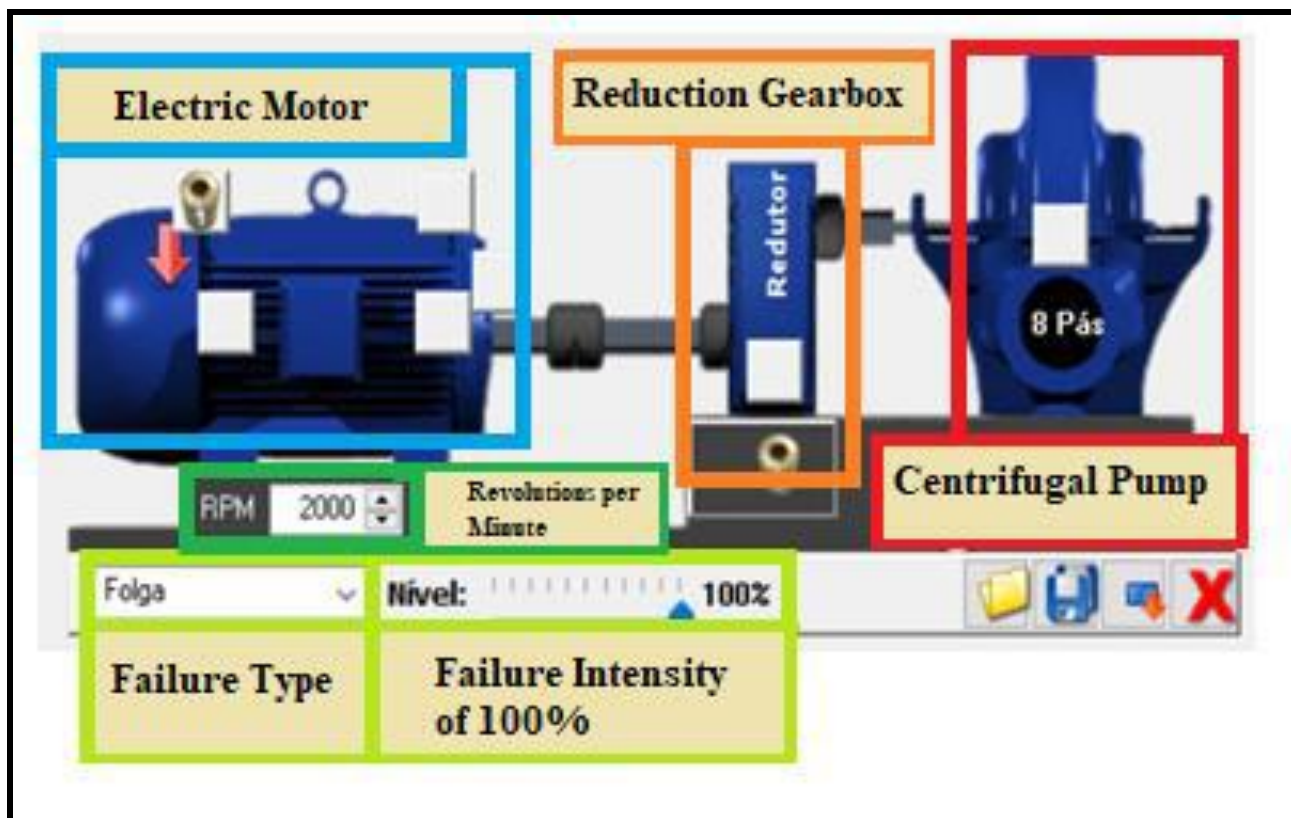 Electric Motor
Reduction Gearbox
Redutor
8 Pás
Centrifugal Pump
RPM 2000
Revolutions per
Minute
Folga
Nível: 100%
Failure Type
Failure Intensity
of 100%